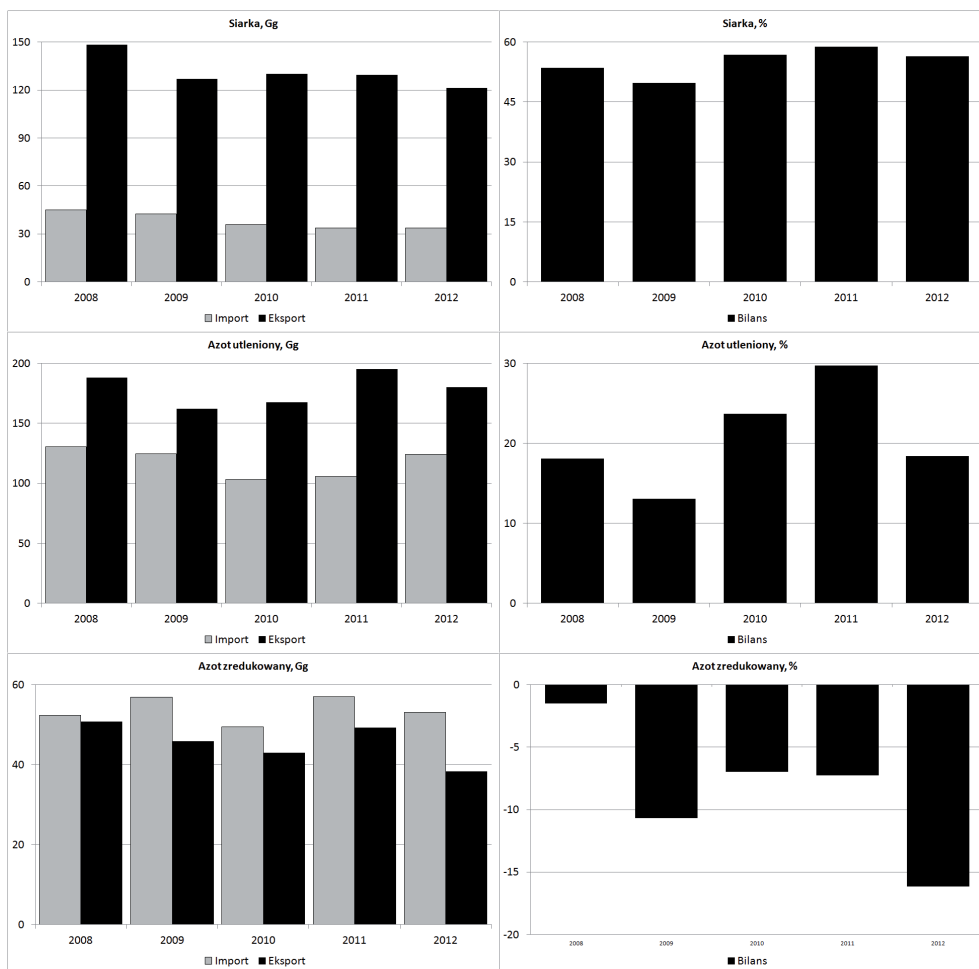 Siarka, Gg
150
120
90
60
30
0
2008 2009 2010 2011 2012
Import Eksport
Siarka, %
60
45
30
15
0
2008 2009 2010 2011 2012
Bilans
Azot utleniony, Gg
200
150
100
50
0
2008 2009 2010 2011 2012
Import Eksport
Azot utleniony, %
30
20
10
0
2008 2009 2010 2011 2012
Bilans
Azot zredukowany, Gg
60
40
20
0
2008 2009 2010 2011 2012
Import Eksport
Azot zredukowany, %
0
-5
-10
-15
-20
2008 2009 2010 2011 2012
Bilans